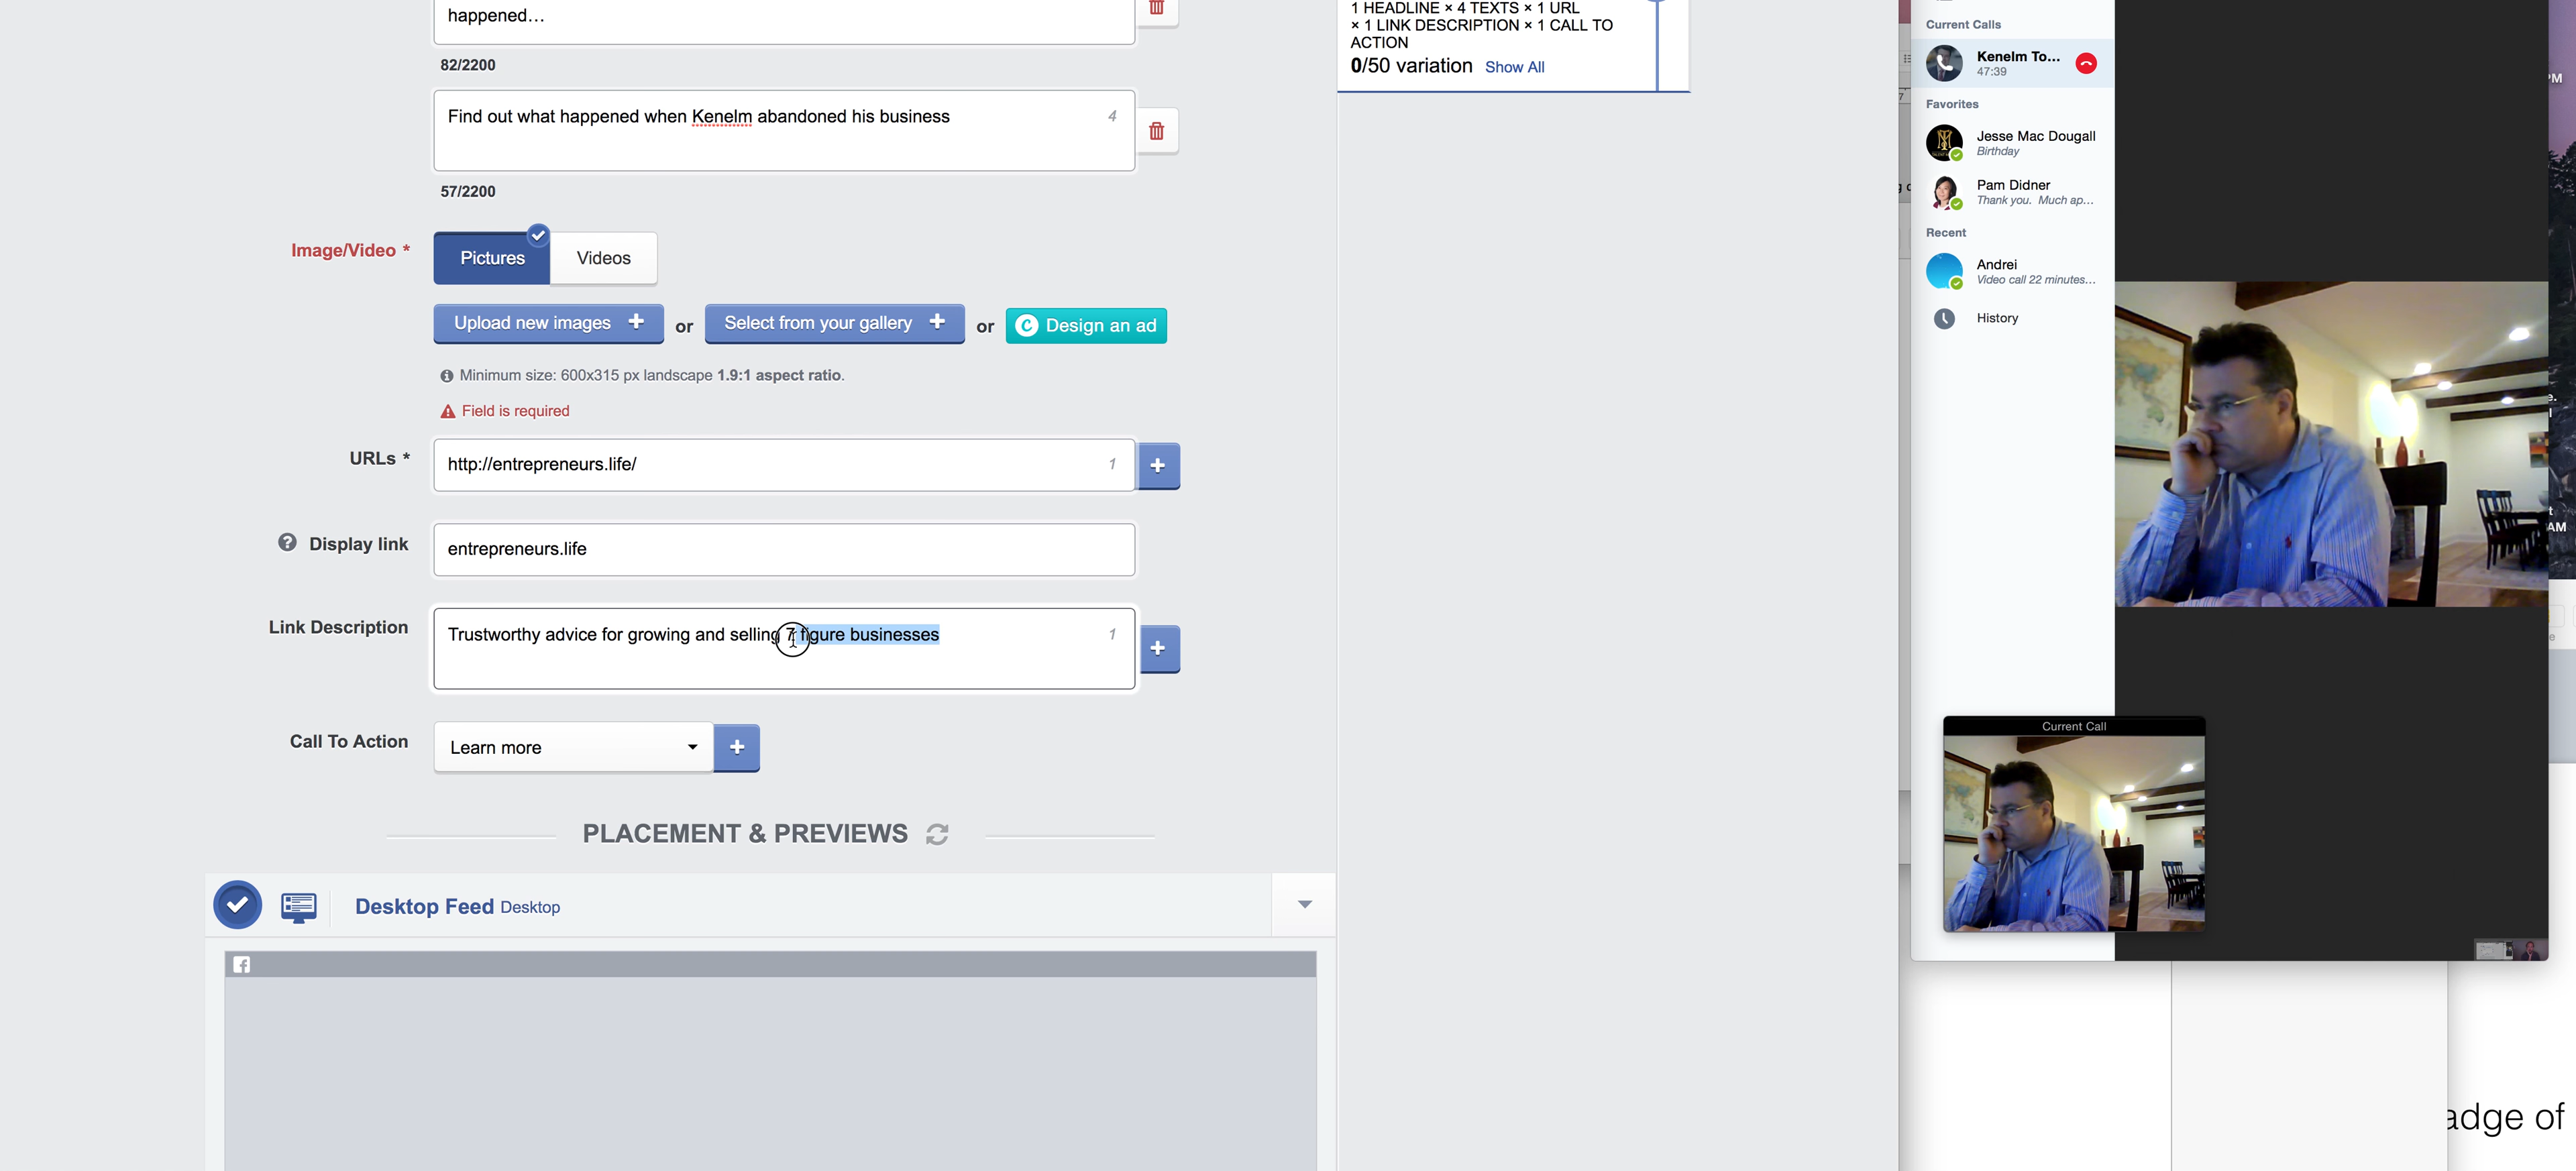 happened...
82/2200
Find out what happened when Kenelm abandoned his business
4
57/2200
Image/Video *
Pictures
Videos
Upload new images +
or
Select from your gallery +
or
C Design an ad
Minimum size: 600x315 px landscape 1.9:1 aspect ratio.
Field is required
URLs *
http://entrepreneurs.life/
1
+
? Display link
entrepreneurs.life
Link Description
Trustworthy advice for growing and selling 7 figure businesses
1
+
Call To Action
Learn more
+
PLACEMENT & PREVIEWS
Desktop Feed Desktop
1 HEADLINE × 4 TEXTS × 1 URL
× 1 LINK DESCRIPTION × 1 CALL TO
ACTION
0/50 variation Show All
Current Calls
Kenelm To...
47:39
Favorites
Jesse Mac Dougall
Birthday
Pam Didner
Thank you. Much ap...
Recent
Andrei
Video call 22 minutes...
History
Current Call
AM
adge of